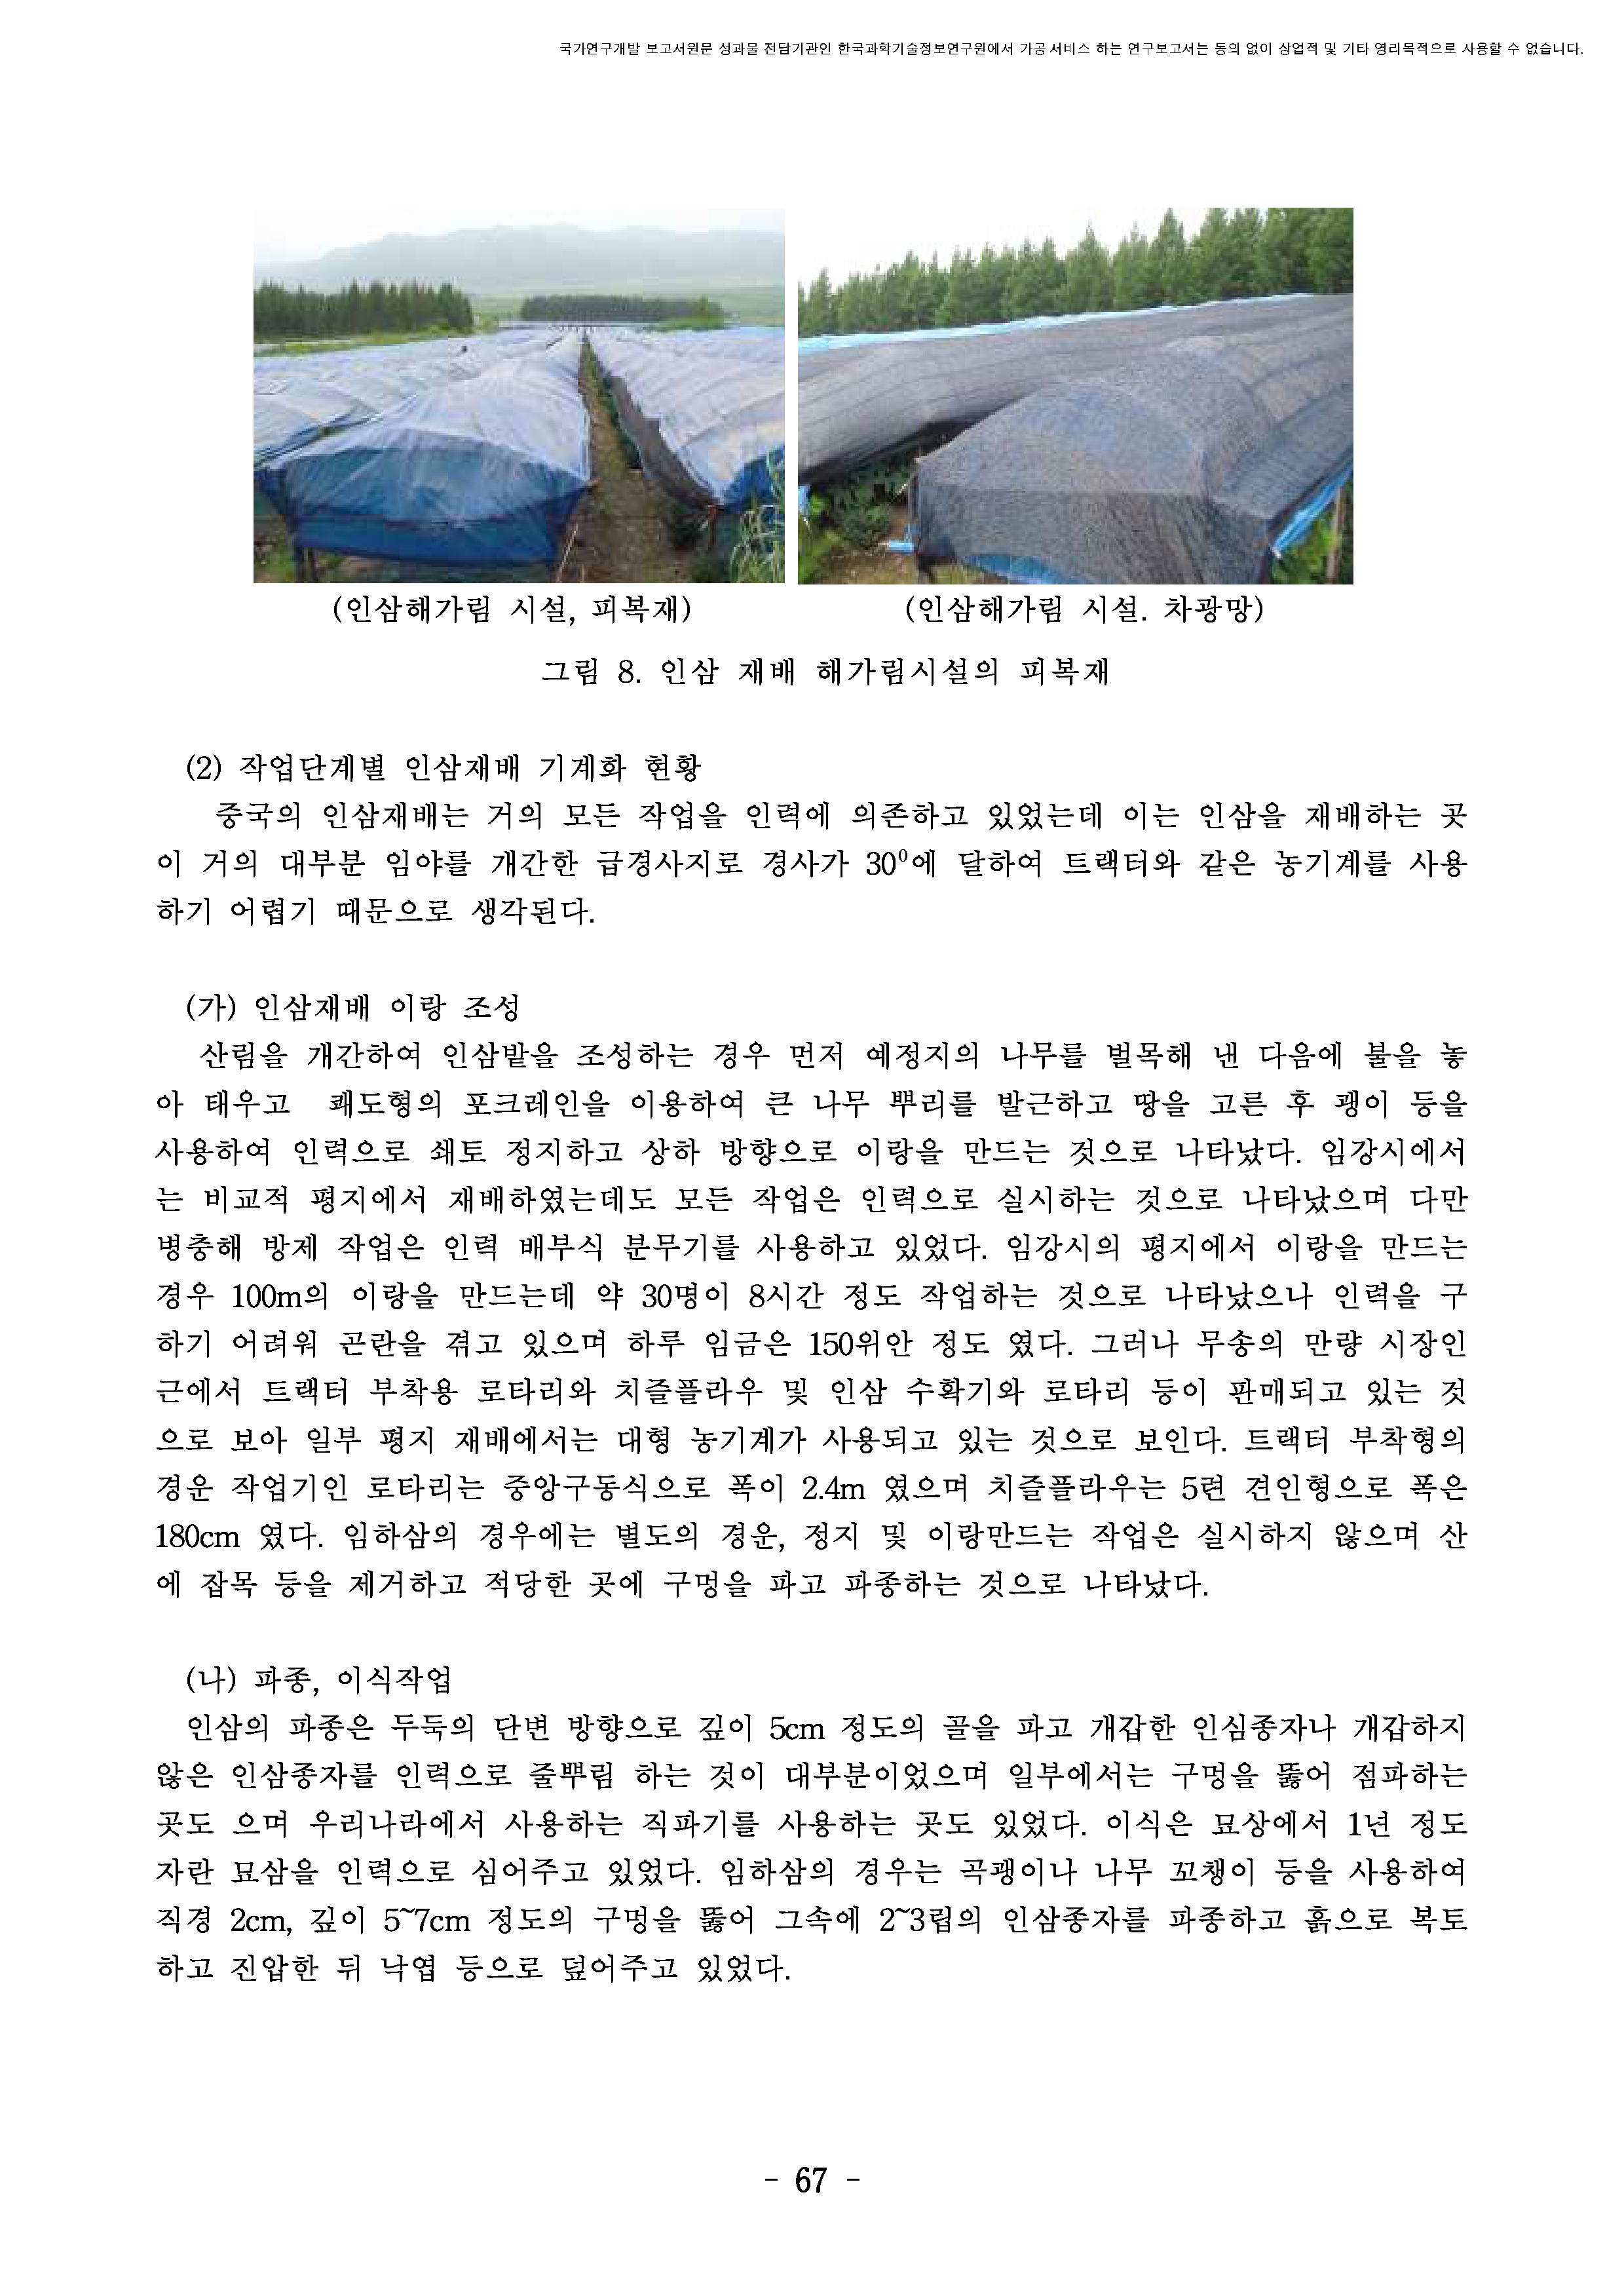 국가연구개발 보고서원문 성과물 전담기관인 한국과학기술정보연구원에서 가공·서비스 하는 연구보고서는 동의 없이 상업적 및 기타 영리목적으로 사용할 수 없습니다.
(인삼해가림 시설, 피복재) (인삼해가림 시설. 차광망)
그림 8. 인삼 재배 해가림시설의 피복재
(2) 작업단계별 인삼재배 기계화 현황
중국의 인삼재배는 거의 모든 작업을 인력에 의존하고 있었는데 이는 인삼을 재배하는 곳
이 거의 대부분 임야를 개간한 급경사지로 경사가 30⁰에 달하여 트랙터와 같은 농기계를 사용
하기 어렵기 때문으로 생각된다.
(가) 인삼재배 이랑 조성
산림을 개간하여 인삼밭을 조성하는 경우 먼저 예정지의 나무를 벌목해 낸 다음에 불을 놓
아 태우고 쾌도형의 포크레인을 이용하여 큰 나무 뿌리를 발근하고 땅을 고른 후 괭이 등을
사용하여 인력으로 쇄토 정지하고 상하 방향으로 이랑을 만드는 것으로 나타났다. 임강시에서
는 비교적 평지에서 재배하였는데도 모든 작업은 인력으로 실시하는 것으로 나타났으며 다만
병충해 방제 작업은 인력 배부식 분무기를 사용하고 있었다. 임강시의 평지에서 이랑을 만드는
경우 100m의 이랑을 만드는데 약 30명이 8시간 정도 작업하는 것으로 나타났으나 인력을 구
하기 어려워 곤란을 겪고 있으며 하루 임금은 150위안 정도 였다. 그러나 무송의 만량 시장인
근에서 트랙터 부착용 로타리와 치즐플라우 및 인삼 수확기와 로타리 등이 판매되고 있는 것
으로 보아 일부 평지 재배에서는 대형 농기계가 사용되고 있는 것으로 보인다. 트랙터 부착형의
경운 작업기인 로타리는 중앙구동식으로 폭이 2.4m 였으며 치즐플라우는 5련 견인형으로 폭은
180cm 였다. 임하삼의 경우에는 별도의 경운, 정지 및 이랑만드는 작업은 실시하지 않으며 산
에 잡목 등을 제거하고 적당한 곳에 구멍을 파고 파종하는 것으로 나타났다.
(나) 파종, 이식작업
인삼의 파종은 두둑의 단변 방향으로 깊이 5cm 정도의 골을 파고 개갑한 인심종자나 개갑하지
않은 인삼종자를 인력으로 줄뿌림 하는 것이 대부분이었으며 일부에서는 구멍을 뚫어 점파하는
곳도 으며 우리나라에서 사용하는 직파기를 사용하는 곳도 있었다. 이식은 묘상에서 1년 정도
자란 묘삼을 인력으로 심어주고 있었다. 임하삼의 경우는 곡괭이나 나무 꼬챙이 등을 사용하여
직경 2cm, 깊이 5~7cm 정도의 구멍을 뚫어 그속에 2~3립의 인삼종자를 파종하고 흙으로 복토
하고 진압한 뒤 낙엽 등으로 덮어주고 있었다.
- 67 -